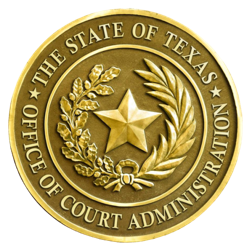 THE STATE OF TEXAS
OFFICE OF COURT ADMINISTRATION